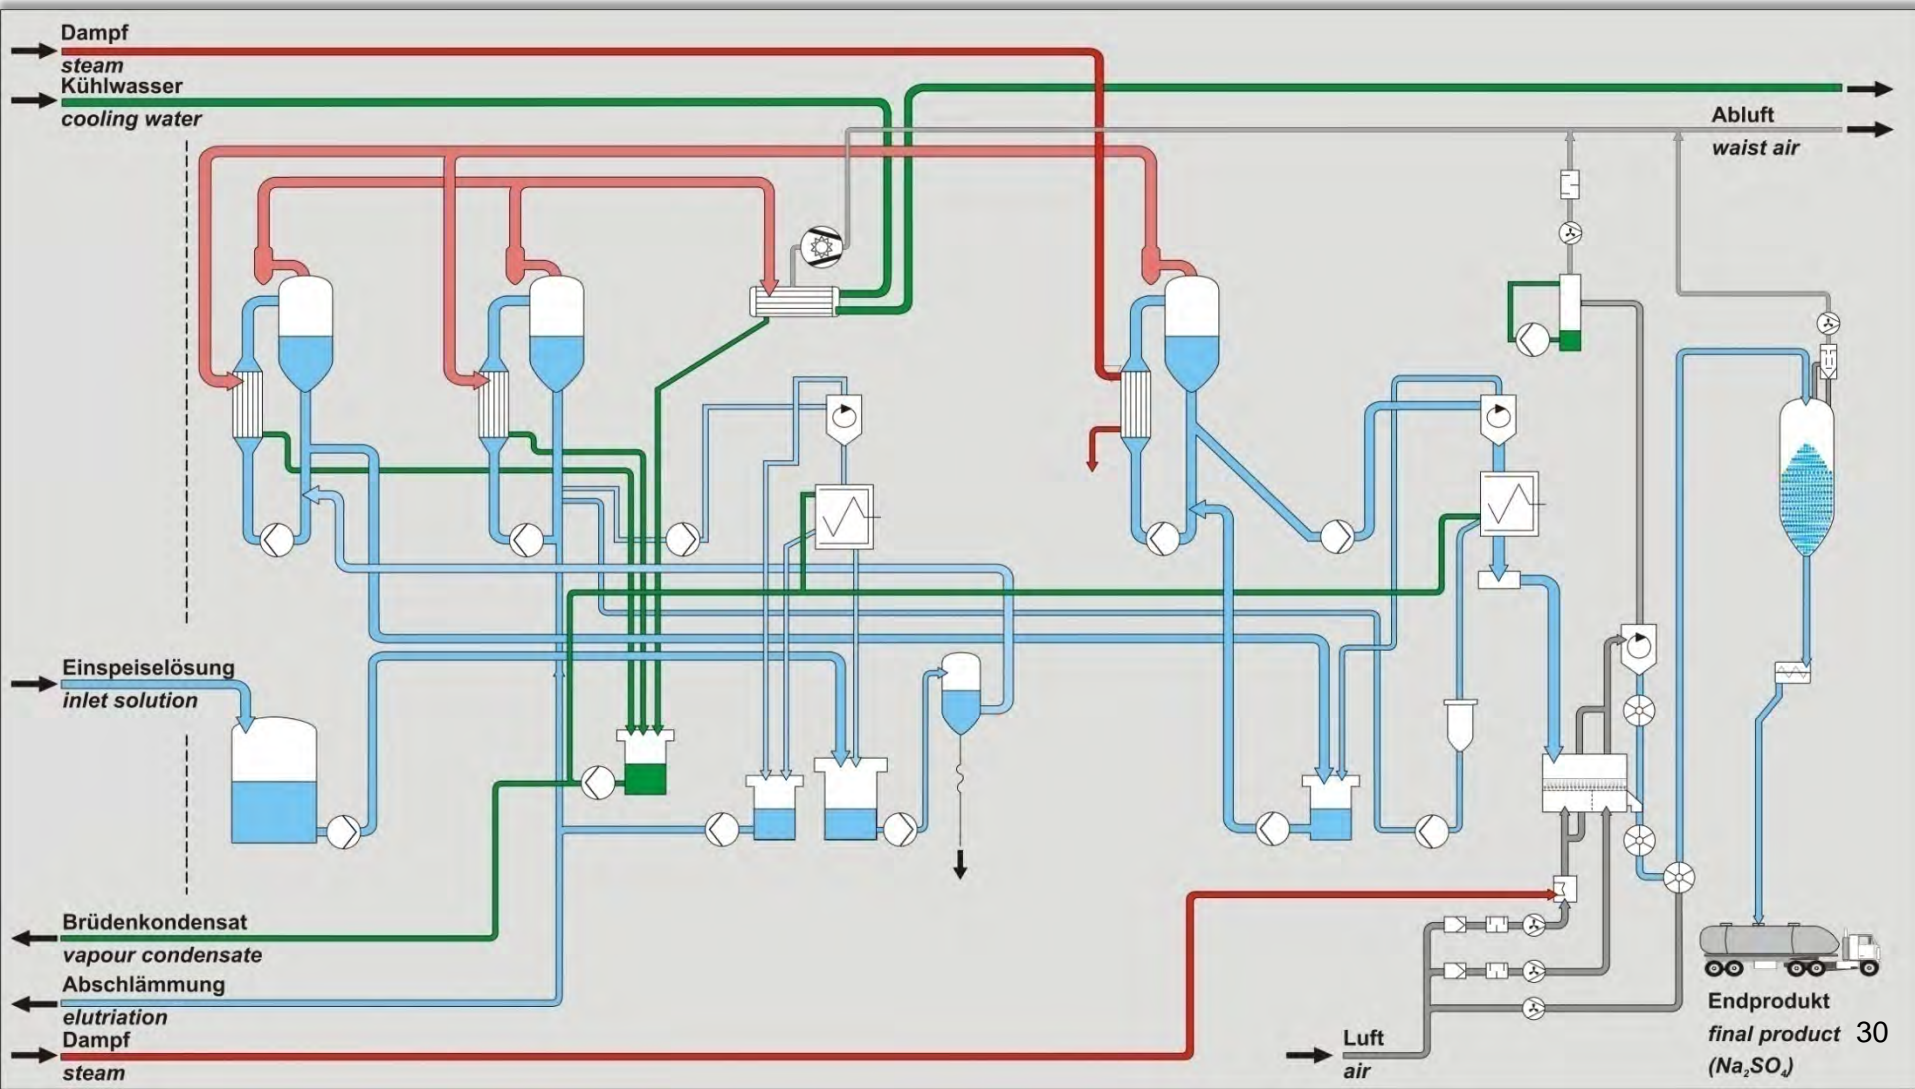 Dampf
steam
Kühlwasser
cooling water
Abluft
waist air
Einspeiselösung
inlet solution
Brüdenkondensat
vapour condensate
Abschlämmung
elutriation
Dampf
steam
Luft
air
Endprodukt
final product 30
(Na₂SO₄)